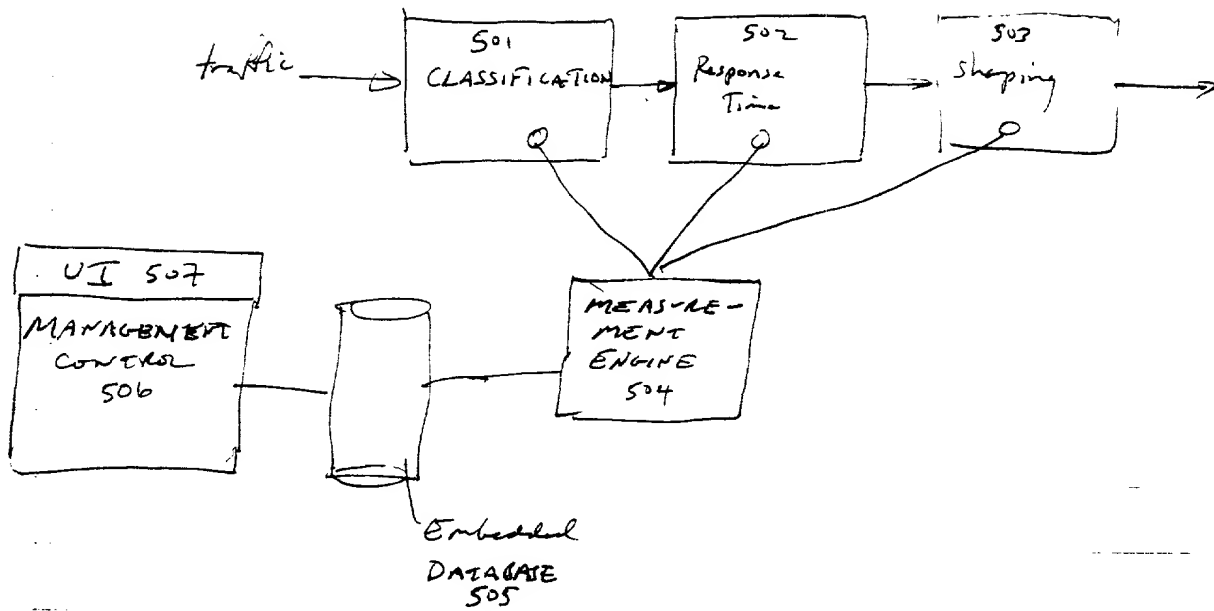 traffic
501
CLASSIFICATION
502
Response
Time
503
shaping
UI 507
MANAGEMENT
CONTROL
506
MEASURE-
MENT
ENGINE
504
Embedded
DATABASE
505